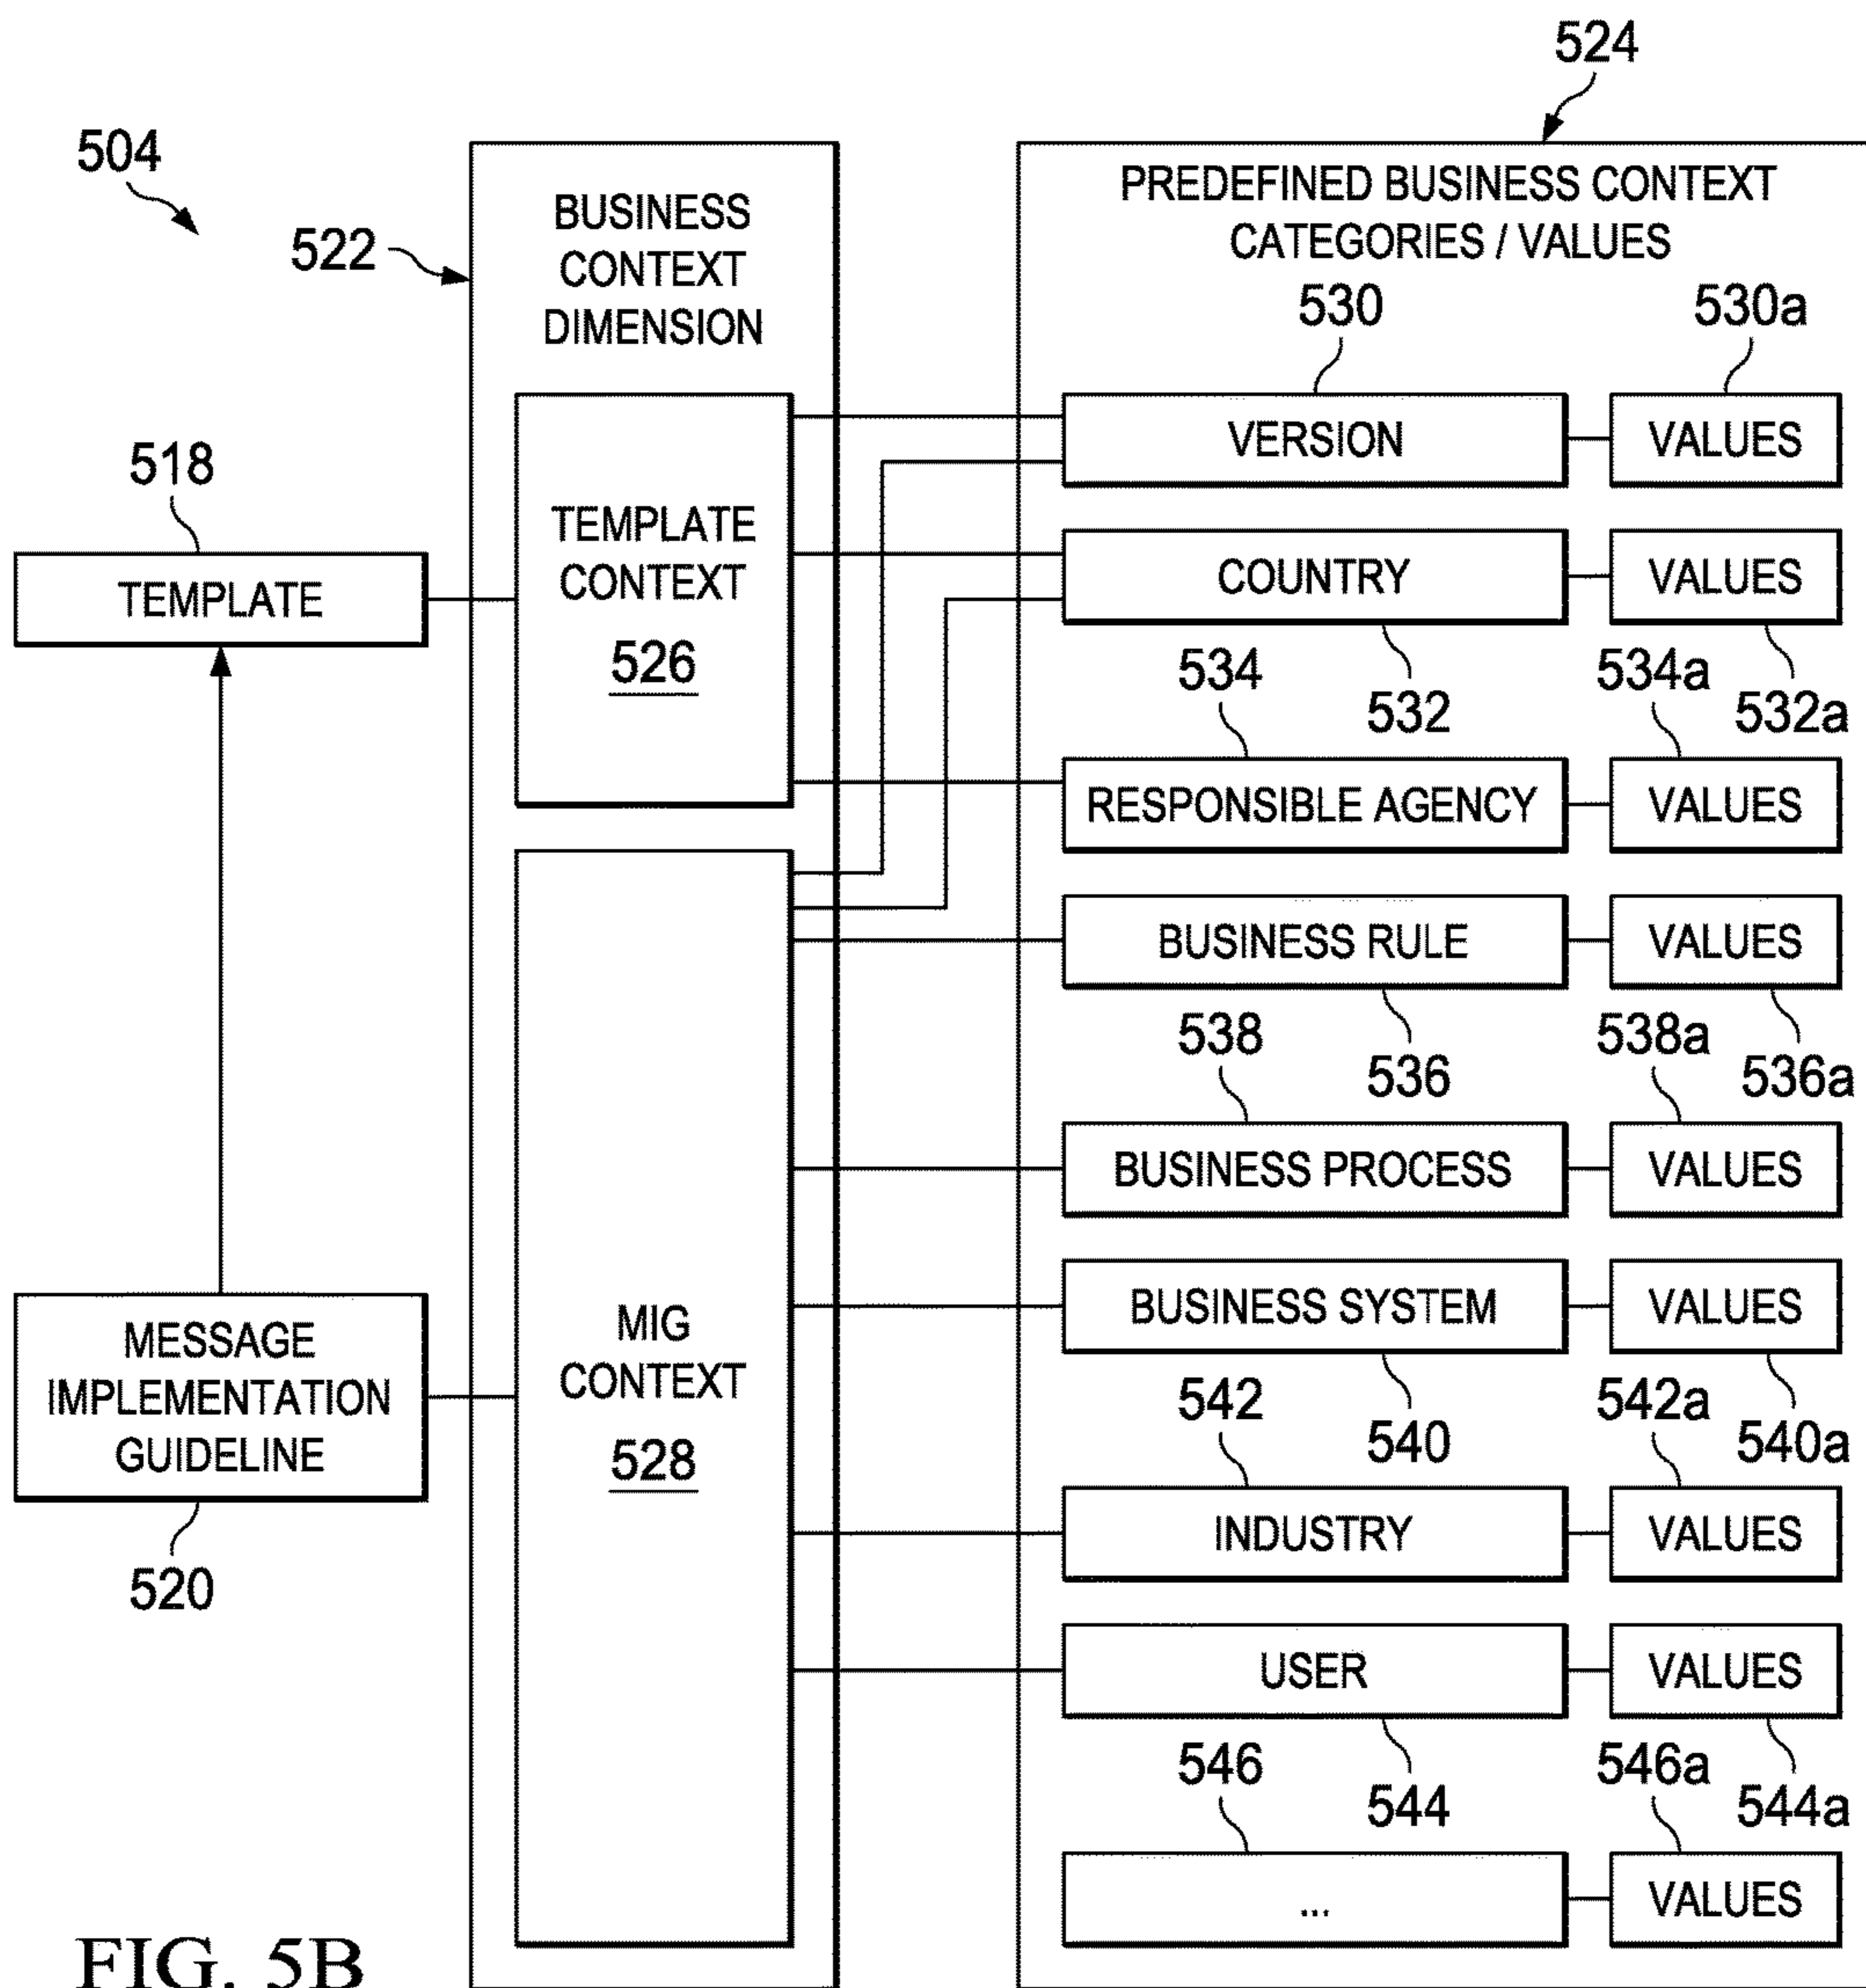 524
504
PREDEFINED BUSINESS CONTEXT
CATEGORIES / VALUES
522
BUSINESS
CONTEXT
DIMENSION
530
530a
VERSION
VALUES
518
TEMPLATE
TEMPLATE
CONTEXT
526
COUNTRY
VALUES
534
532
534a
532a
RESPONSIBLE AGENCY
VALUES
BUSINESS RULE
VALUES
538
536
538a
536a
BUSINESS PROCESS
VALUES
MESSAGE
IMPLEMENTATION
GUIDELINE
520
MIG
CONTEXT
528
BUSINESS SYSTEM
VALUES
542
540
542a
540a
INDUSTRY
VALUES
USER
VALUES
546
544
546a
544a
...
VALUES
FIG. 5B